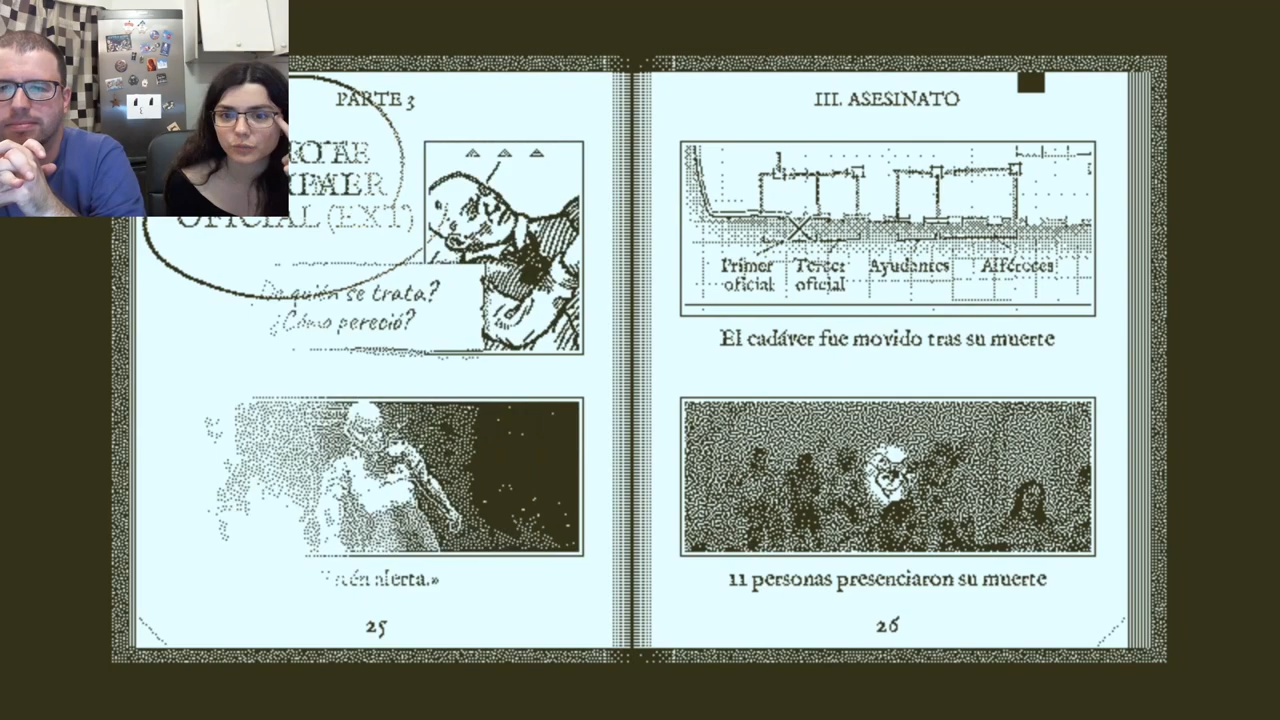 PARTE 3
OFICIAL (EXT)
¿De quién se trata?
¿Cómo pereció?
alerta.»
25
III. ASESINATO
Primer oficial
Tercer oficial
Ayudantes
Alféreces
El cadáver fue movido tras su muerte
11 personas presenciaron su muerte
26